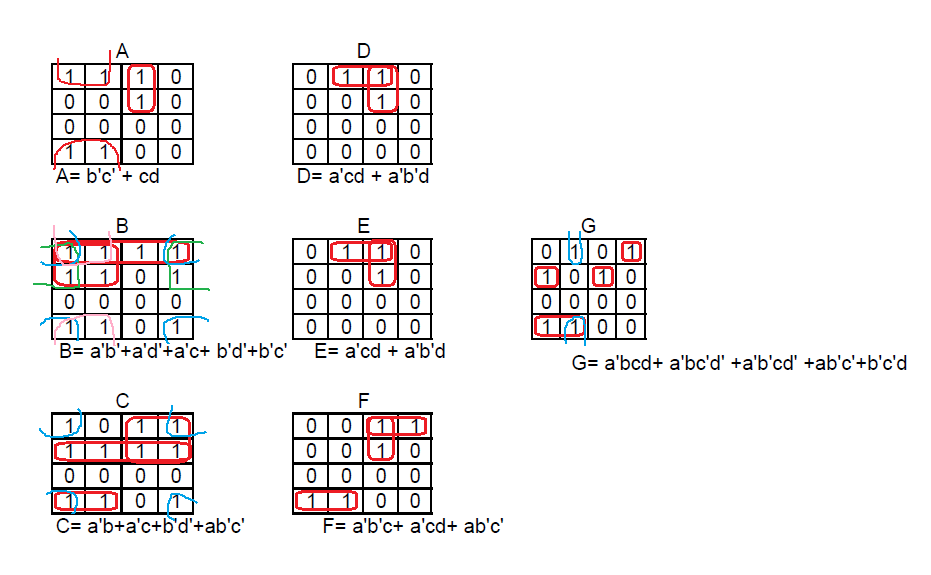 A
1 1 1 0
0 0 1 0
0 0 0 0
1 1 0 0
A= b'c' + cd
D
0 1 1 0
0 0 1 0
0 0 0 0
0 0 0 0
D= a'cd + a'b'd
B
1 1 1 1
1 1 0 1
0 0 0 0
1 1 0 1
B= a'b'+a'd'+a'c+ b'd'+b'c'
E
0 1 1 0
0 0 1 0
0 0 0 0
0 0 0 0
E= a'cd + a'b'd
G
0 1 0 1
1 0 1 0
0 0 0 0
1 1 0 0
G= a'bcd+ a'bc'd' +a'b'cd' +ab'c'+b'c'd
C
1 0 1 1
1 1 1 1
0 0 0 0
1 1 0 1
C= a'b+a'c+b'd'+ab'c'
F
0 0 1 1
0 0 1 0
0 0 0 0
1 1 0 0
F= a'b'c+ a'cd+ ab'c'